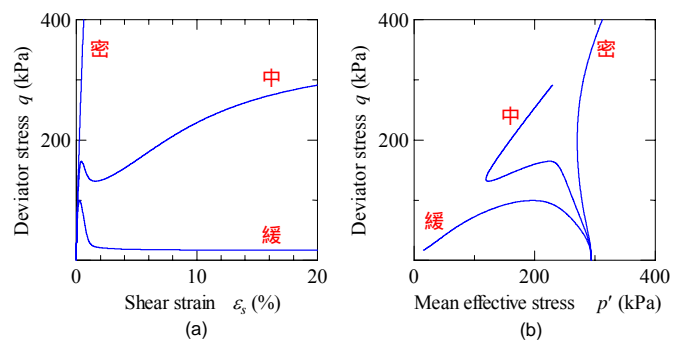 Deviator stress q (kPa)
400
200
密
中
緩
0
10
20
Shear strain εs (%)
(a)
Deviator stress q (kPa)
400
200
密
中
緩
0
200
400
Mean effective stress p′ (kPa)
(b)